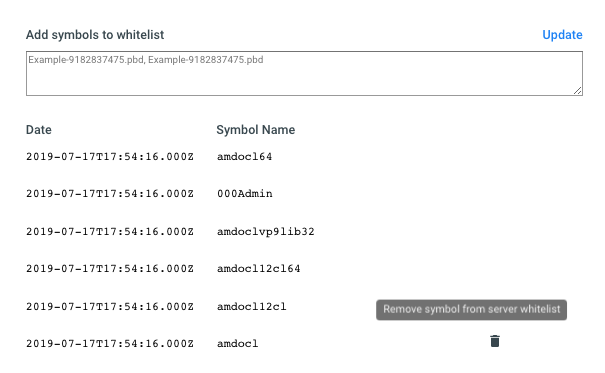 Add symbols to whitelist Update
Example-9182837475.pbd, Example-9182837475.pbd
Date Symbol Name
2019-07-17T17:54:16.000Z amdocl64
2019-07-17T17:54:16.000Z 000Admin
2019-07-17T17:54:16.000Z amdoclvp9lib32
2019-07-17T17:54:16.000Z amdocl12cl64
2019-07-17T17:54:16.000Z amdocl12cl
Remove symbol from server whitelist
2019-07-17T17:54:16.000Z amdocl